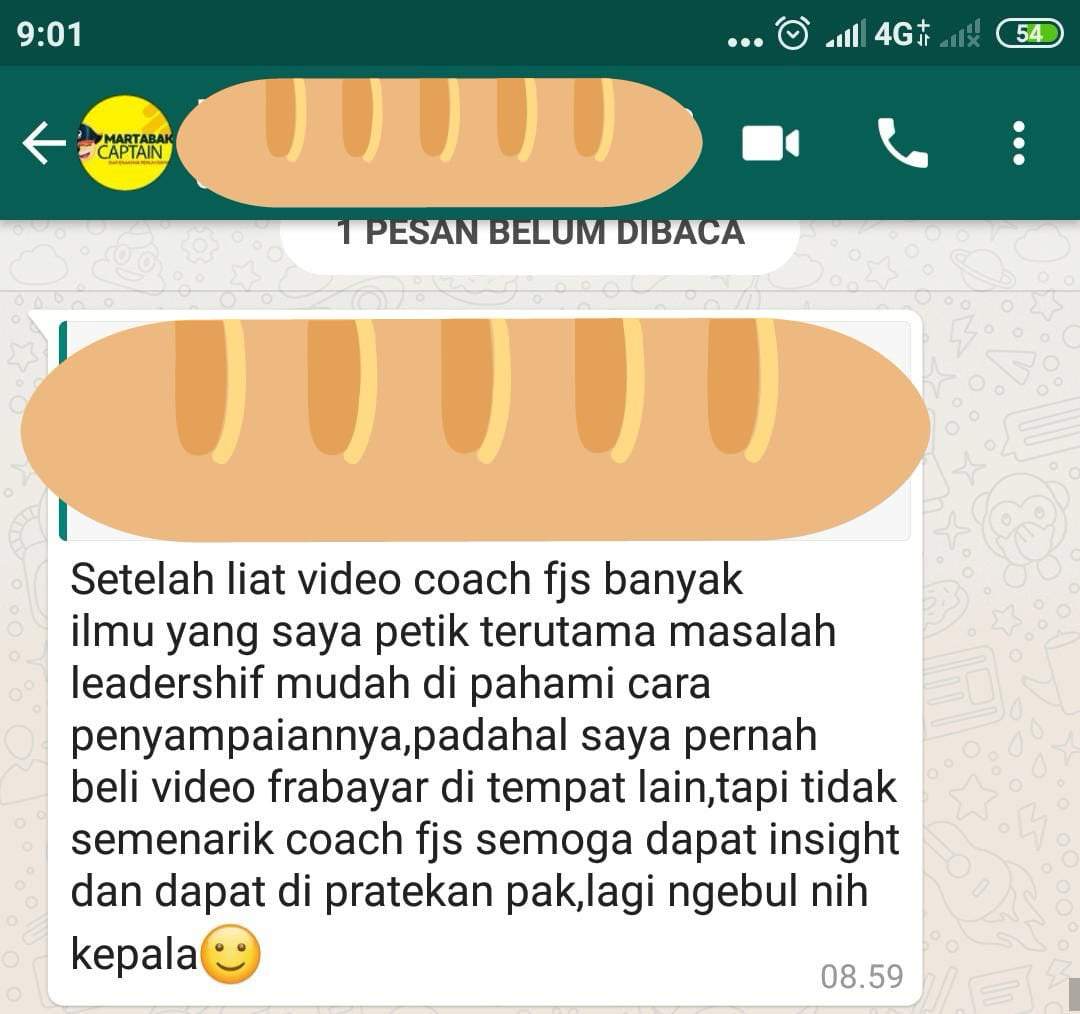 9:01
4G+
54
MARTABAK
CAPTAIN
1 PESAN BELUM DIBACA
Setelah liat video coach fjs banyak
ilmu yang saya petik terutama masalah
leadershif mudah di pahami cara
penyampaiannya,padahal saya pernah
beli video frabayar di tempat lain,tapi tidak
semenarik coach fjs semoga dapat insight
dan dapat di pratekan pak,lagi ngebul nih
kepala🙂
08.59